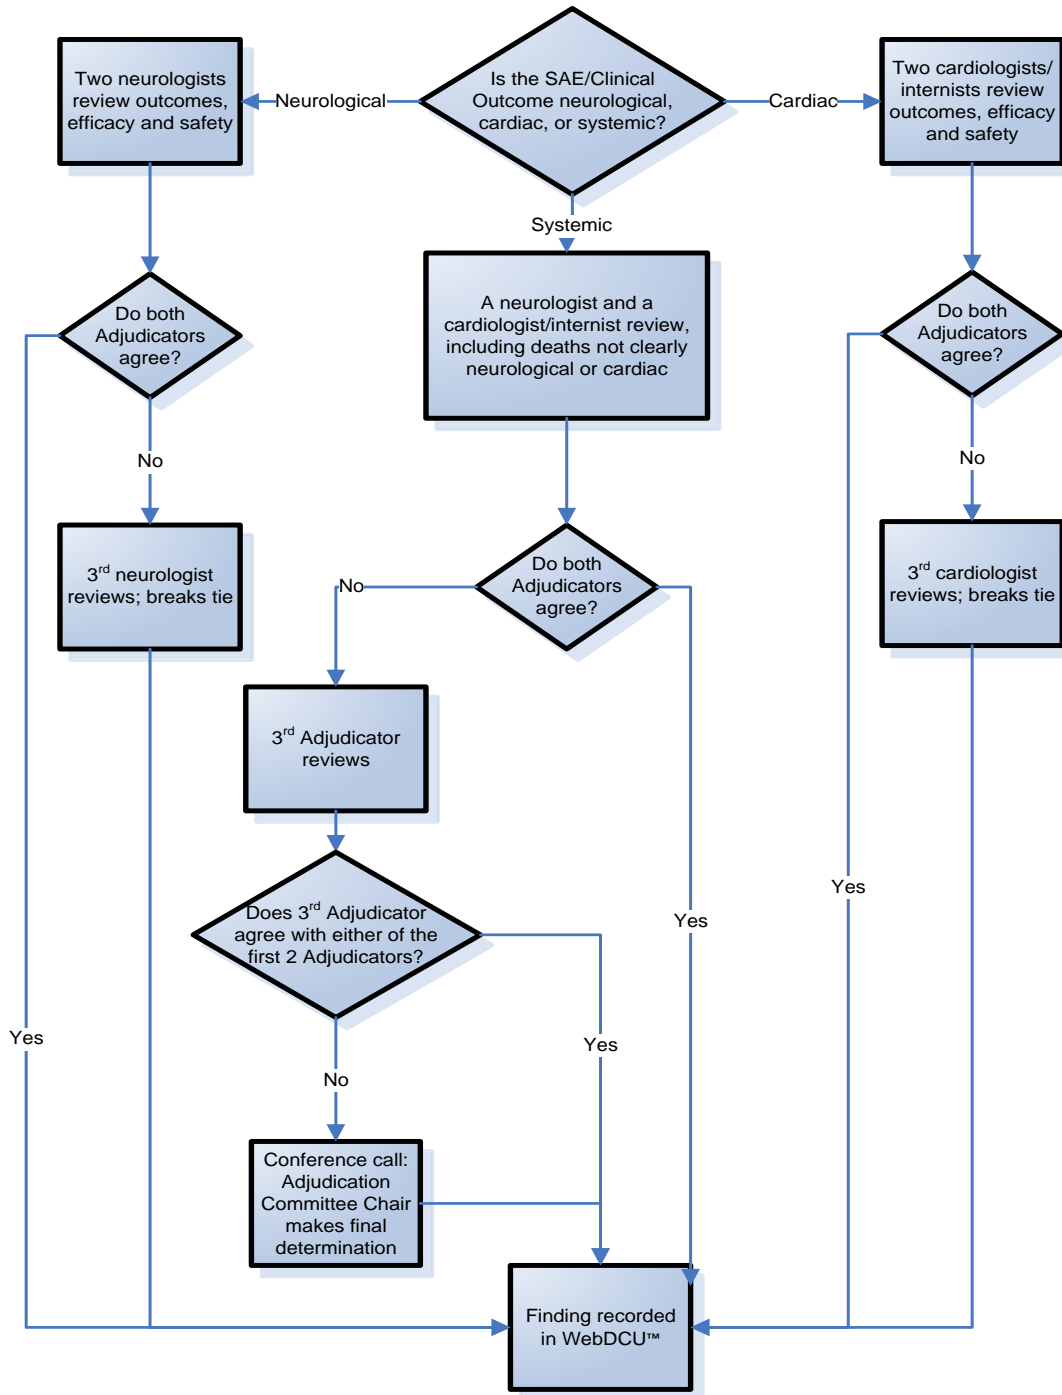 Is the SAE/Clinical
Outcome neurological,
cardiac, or systemic?
Neurological
Cardiac
Systemic
Two neurologists
review outcomes,
efficacy and safety
Two cardiologists/
internists review
outcomes, efficacy
and safety
A neurologist and a
cardiologist/internist review,
including deaths not clearly
neurological or cardiac
Do both
Adjudicators
agree?
No
Yes
3rd neurologist
reviews; breaks tie
Do both
Adjudicators
agree?
No
Yes
3rd Adjudicator
reviews
Does 3rd Adjudicator
agree with either of the
first 2 Adjudicators?
No
Yes
Conference call:
Adjudication
Committee Chair
makes final
determination
Do both
Adjudicators
agree?
No
Yes
3rd cardiologist
reviews; breaks tie
Finding recorded
in WebDCU™